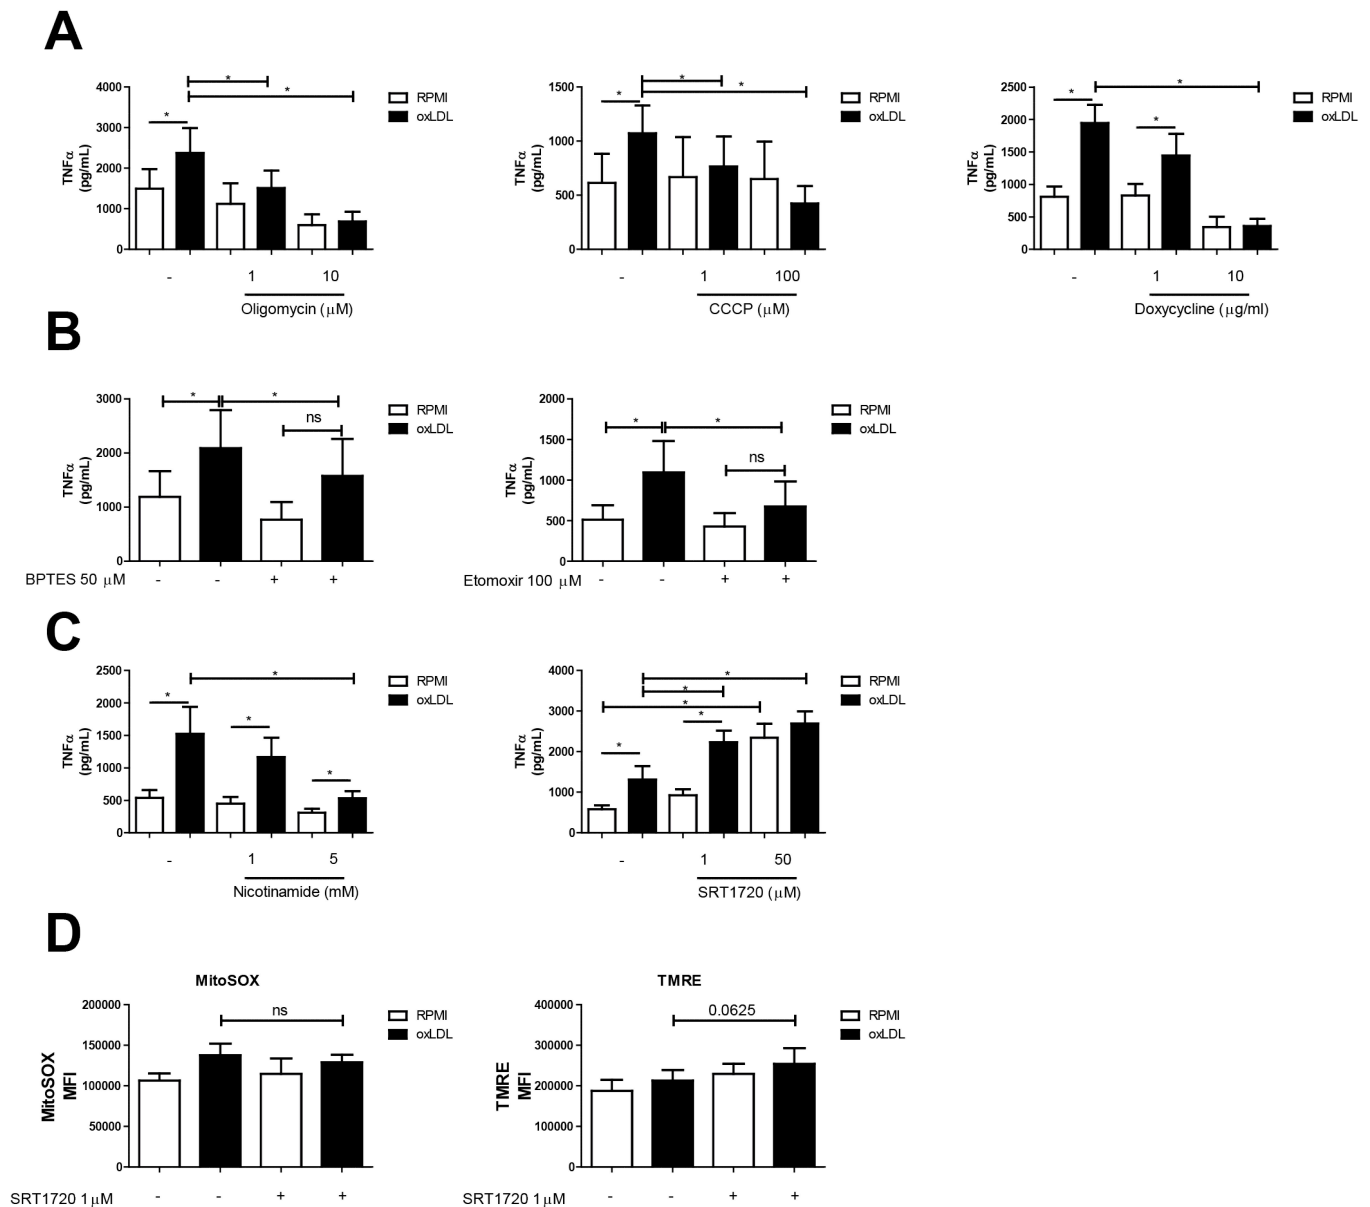 A
4000
3000
2000
1000
0
TNFα
(pg/mL)
*
*
*
RPMI
oxLDL
- 1 10
Oligomycin (μM)
1500
1000
500
0
TNFα
(pg/mL)
*
*
*
RPMI
oxLDL
- 1 100
CCCP (μM)
2500
2000
1500
1000
500
0
TNFα
(pg/mL)
*
*
*
RPMI
oxLDL
- 1 10
Doxycycline (μg/ml)
B
3000
2000
1000
0
TNFα
(pg/mL)
* *
ns
RPMI
oxLDL
BPTES 50 μM - - + +
2000
1500
1000
500
0
TNFα
(pg/mL)
* *
ns
RPMI
oxLDL
Etomoxir 100 μM - - + +
C
2500
2000
1500
1000
500
0
TNFα
(pg/mL)
*
*
*
*
RPMI
oxLDL
- 1 5
Nicotinamide (mM)
4000
3000
2000
1000
0
TNFα
(pg/mL)
*
*
*
*
*
RPMI
oxLDL
- 1 50
SRT1720 (μM)
D
MitoSOX
200000
150000
100000
50000
0
MitoSOX
MFI
ns
RPMI
oxLDL
SRT1720 1μM - - + +
TMRE
400000
300000
200000
100000
0
TMRE
MFI
0.0625
RPMI
oxLDL
SRT1720 1μM - - + +